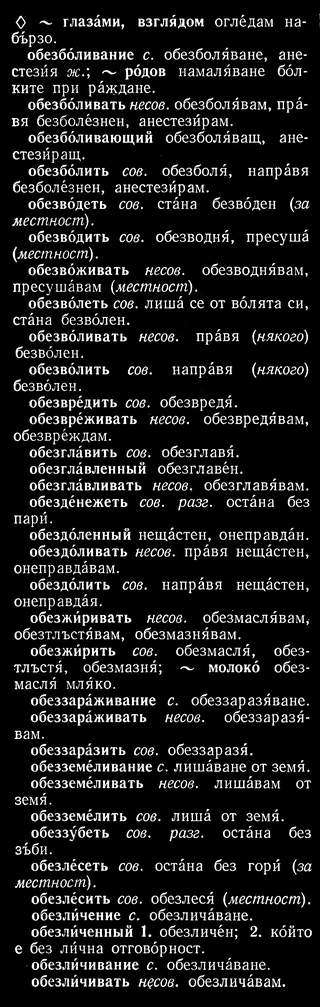 ◊ ~ глаза́ми, взгля́дом огле́дам на-
бъ́рзо.
обезбо́ливание с. обезболя́ване, ане-
стези́я ж.; ~ ро́дов намаля́ване бо́л-
ките при ра́ждане.
обезбо́ливать несов. обезболя́вам, пра́-
вя безболе́знен, анестези́рам.
обезбо́ливающий обезболя́ващ, ане-
стези́ращ.
обезбо́лить сов. обезболя́, напра́вя
безболе́знен, анестези́рам.
обезво́деть сов. ста́на безво́ден (за
местност).
обезво́дить сов. обезводня́, пресуша́
(местност).
обезво́живать несов. обезводня́вам,
пресуша́вам (местност).
обезво́леть сов. лиша́ се от во́лята си,
ста́на безво́лен.
обезво́ливать несов. пра́вя (някого)
безво́лен.
обезво́лить сов. напра́вя (някого)
безво́лен.
обезвре́дить сов. обезвредя́.
обезвре́живать несов. обезвредя́вам,
обезвре́ждам.
обезгла́вить сов. обезглавя́.
обезгла́вленный обезглаве́н.
обезгла́вливать несов. обезглавя́вам.
обезде́нежеть сов. разг. оста́на без
пари́.
обездо́ленный неща́стен, онеправда́н.
обездо́ливать несов. пра́вя неща́стен,
онеправда́вам.
обездо́лить сов. напра́вя неща́стен,
онеправда́я.
обезжи́ривать несов. обезмасля́вам,
обезтлъстя́вам, обезмазня́вам.
обезжи́рить сов. обезмасля́, обез-
тлъстя́, обезмазня́; ~ молоко́ обез-
масля́ мля́ко.
обеззара́живание с. обеззаразя́ване.
обеззара́живать несов. обеззаразя́-
вам.
обеззара́зить сов. обеззаразя́.
обезземе́ливание с. лиша́ване от земя́.
обезземе́ливать несов. лиша́вам от
земя́.
обезземе́лить сов. лиша́ от земя́.
обеззу́беть сов. разг. оста́на без
зъ́би.
обезле́сеть сов. оста́на без гори́ (за
местност).
обезле́сить сов. обезлеся́ (местност).
обезли́чение с. обезлича́ване.
обезли́ченный 1. обезличе́н; 2. ко́йто
е без ли́чна отгово́рност.
обезли́чивание с. обезлича́ване.
обезли́чивать несов. обезлича́вам.